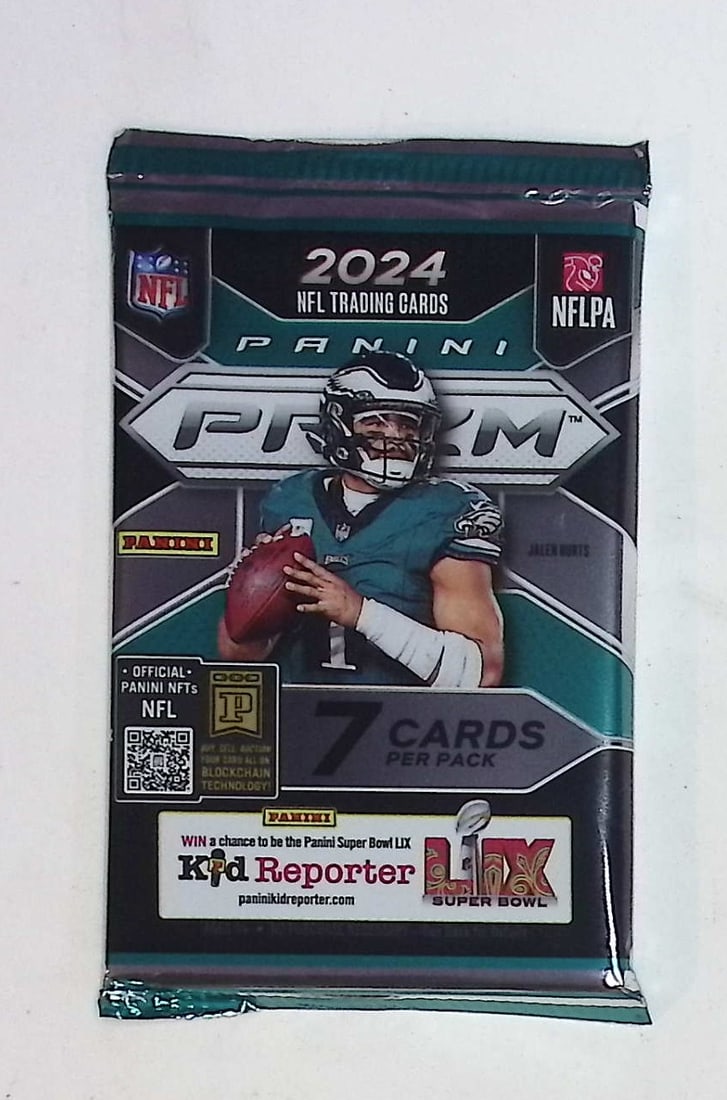 2024
NFL TRADING CARDS
NFL
NFLPA
PANINI
PRIZM™
PANINI
JALEN HURTS
EAGLES
1
• OFFICIAL •
PANINI NFTs
NFL
P
BUY, SELL, AUCTION
YOUR CARD ALL ON
BLOCKCHAIN
TECHNOLOGY!
7 CARDS
PER PACK
PANINI
WIN a chance to be the Panini Super Bowl LIX
Kid Reporter
paninikidreporter.com
LIX
SUPER BOWL